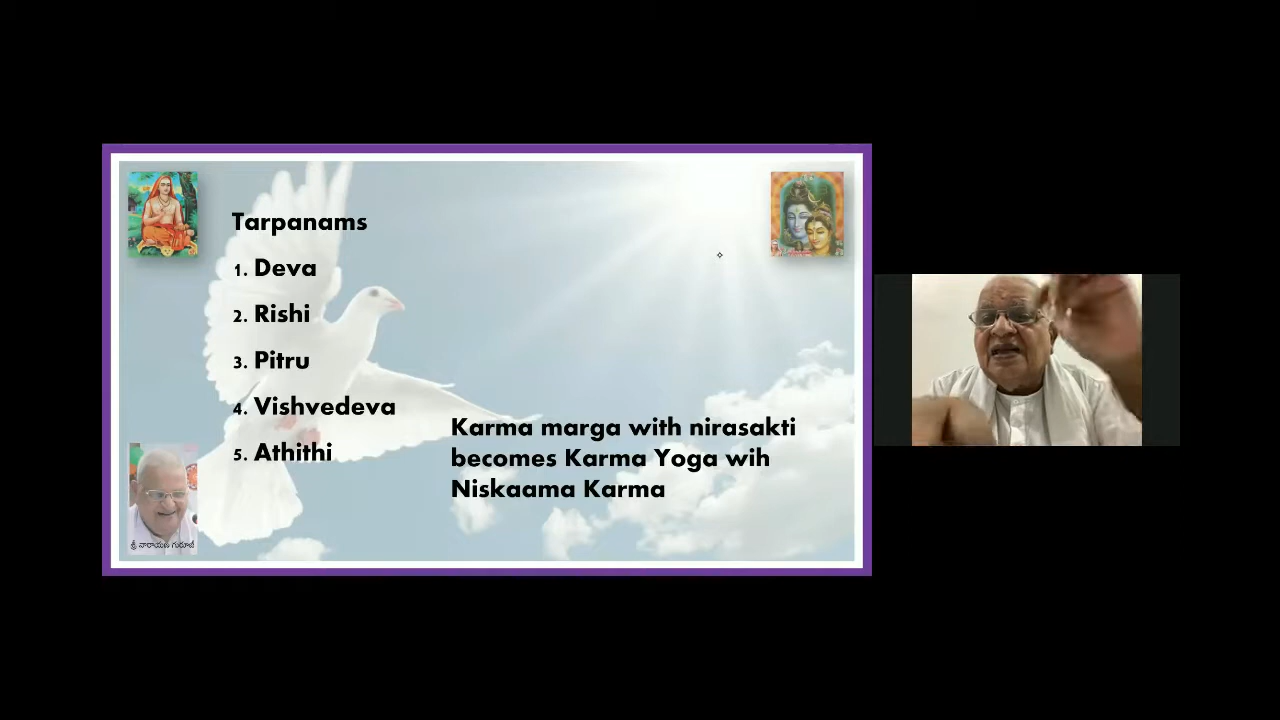 Tarpanams
1. Deva
2. Rishi
3. Pitru
4. Vishvedeva
5. Athithi
Karma marga with nirasakti
becomes Karma Yoga wih
Niskaama Karma
శ్రీ నారాయణ గురూజీ